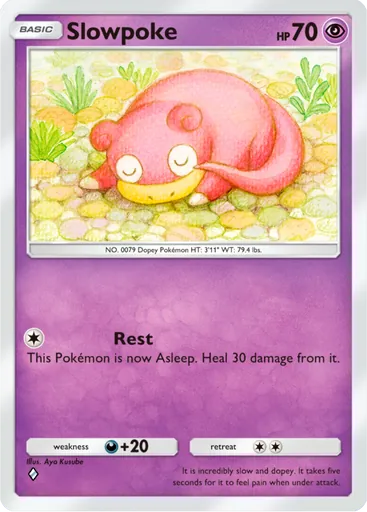 BASIC Slowpoke HP 70
NO. 0079 Dopey Pokémon HT: 3'11" WT: 79.4 lbs.
Rest
This Pokémon is now Asleep. Heal 30 damage from it.
weakness +20 retreat
Illus. Aya Kusube
It is incredibly slow and dopey. It takes five
seconds for it to feel pain when under attack.